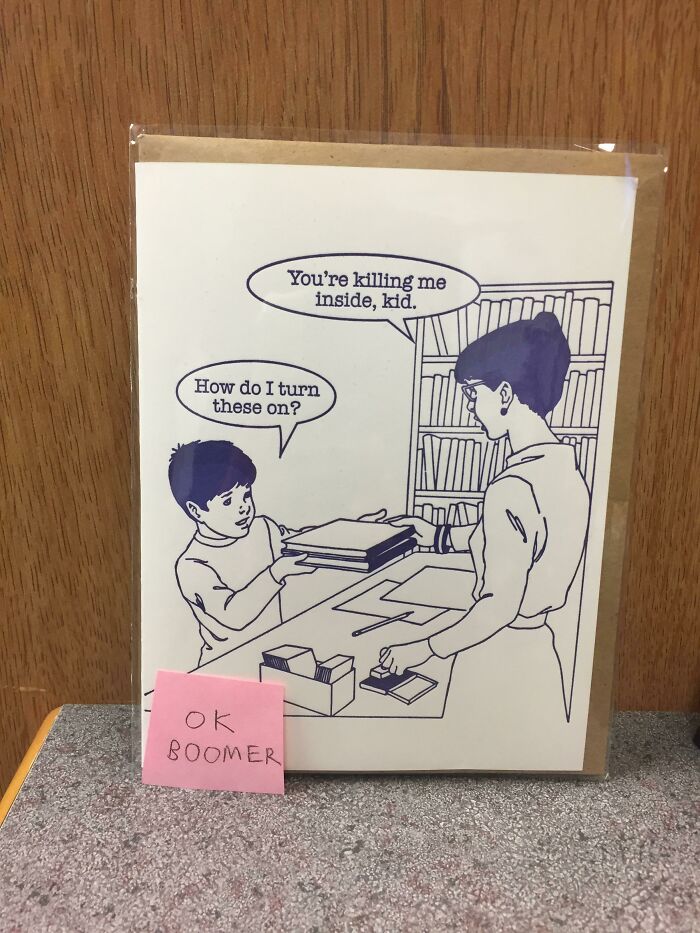 You're killing me
inside, kid.
How do I turn
these on?
OK
BOOMER